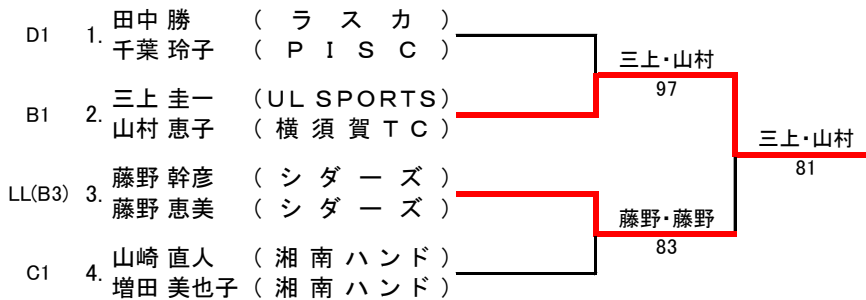 D1 1. 田中 勝 (ラスカ)
千葉 玲子 (PISC)
三上・山村
97
B1 2. 三上 圭一 (UL SPORTS)
山村 恵子 (横須賀TC)
三上・山村
81
LL(B3) 3. 藤野 幹彦 (シダーズ)
藤野 恵美 (シダーズ)
藤野・藤野
83
C1 4. 山崎 直人 (湘南ハンド)
増田 美也子 (湘南ハンド)